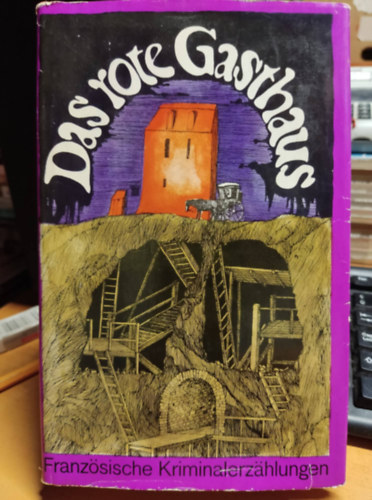 Das rote Gasthaus
Französische Kriminalerzählungen